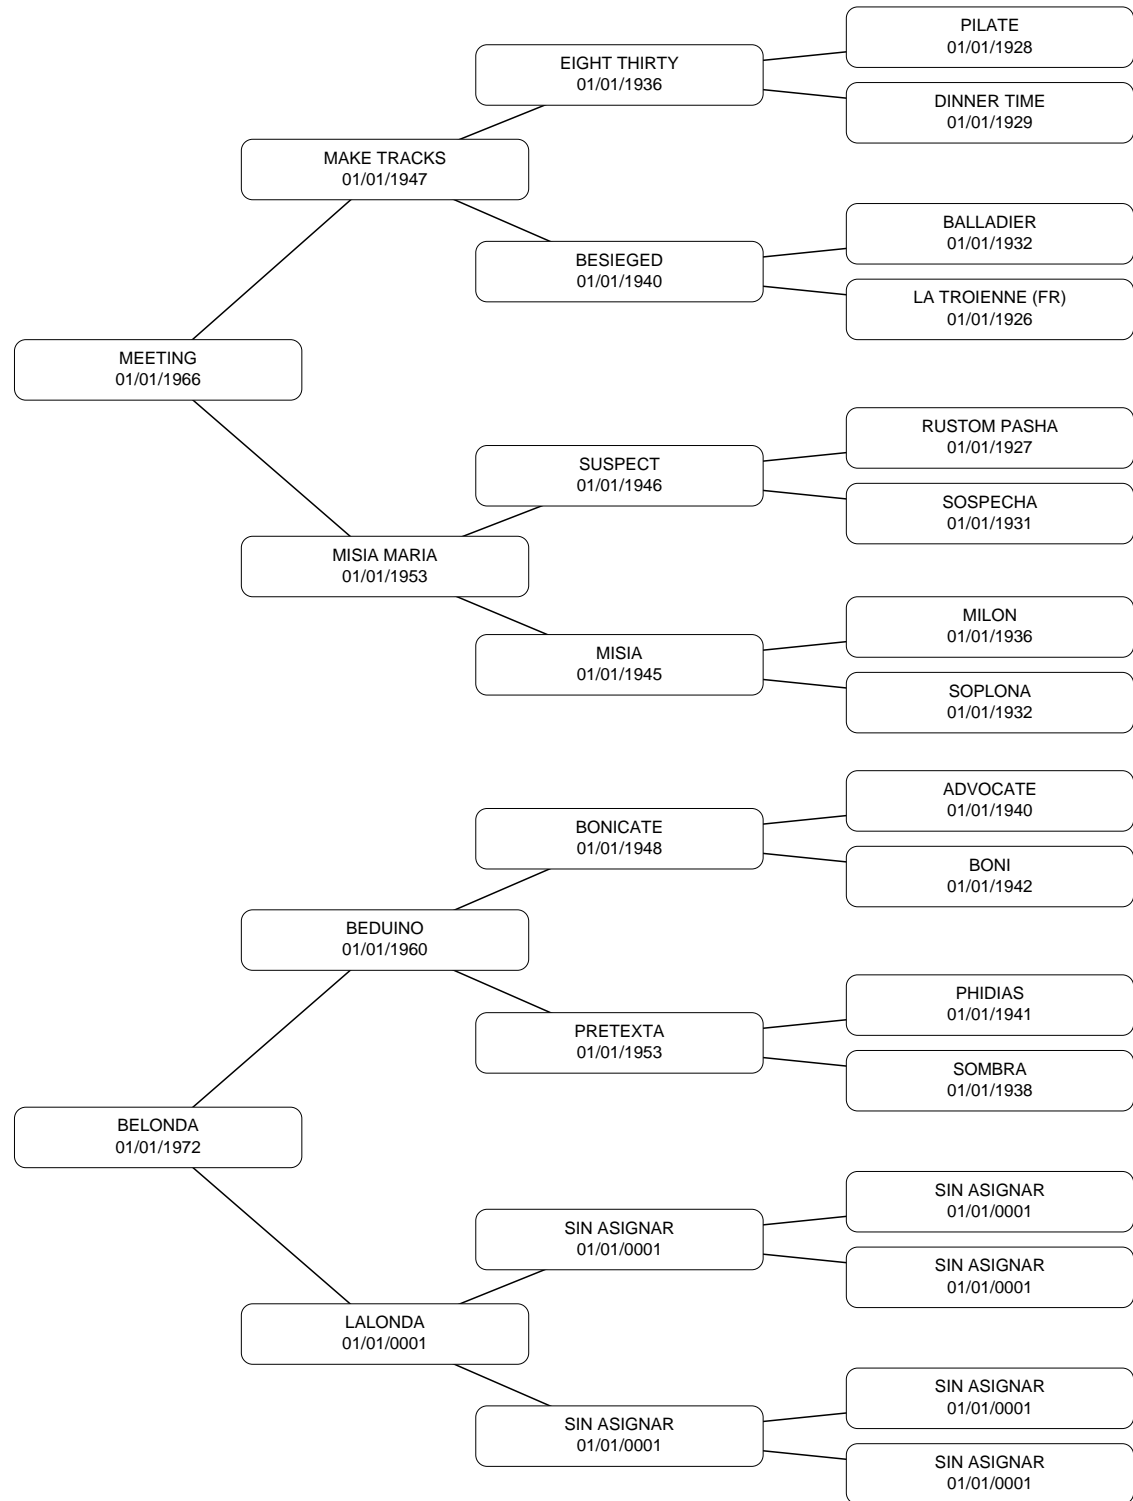 PILATE
01/01/1928
EIGHT THIRTY
01/01/1936
DINNER TIME
01/01/1929
MAKE TRACKS
01/01/1947
BALLADIER
01/01/1932
BESIEGED
01/01/1940
LA TROIENNE (FR)
01/01/1926
MEETING
01/01/1966
RUSTOM PASHA
01/01/1927
SUSPECT
01/01/1946
SOSPECHA
01/01/1931
MISIA MARIA
01/01/1953
MILON
01/01/1936
MISIA
01/01/1945
SOPLONA
01/01/1932
ADVOCATE
01/01/1940
BONICATE
01/01/1948
BONI
01/01/1942
BEDUINO
01/01/1960
PHIDIAS
01/01/1941
PRETEXTA
01/01/1953
SOMBRA
01/01/1938
BELONDA
01/01/1972
SIN ASIGNAR
01/01/0001
SIN ASIGNAR
01/01/0001
SIN ASIGNAR
01/01/0001
LALONDA
01/01/0001
SIN ASIGNAR
01/01/0001
SIN ASIGNAR
01/01/0001
SIN ASIGNAR
01/01/0001